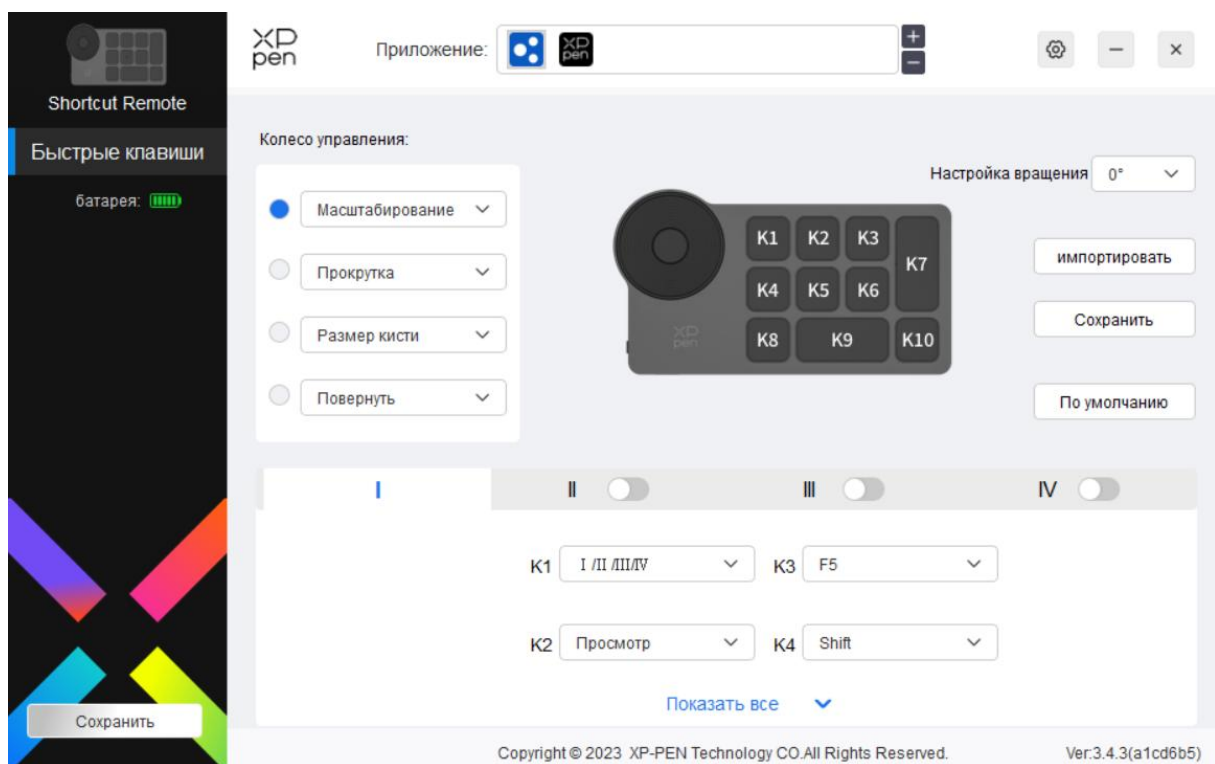 XP pen
Приложение:
XP pen
Shortcut Remote
Быстрые клавиши
батарея:
Колесо управления:
Настройка вращения 0°
Масштабирование
Прокрутка
Размер кисти
Повернуть
K1 K2 K3
K7
K4 K5 K6
K8 K9 K10
XP pen
импортировать
Сохранить
По умолчанию
I II III IV
K1 I /II /III/IV K3 F5
K2 Просмотр K4 Shift
Показать все
Сохранить
Copyright © 2023 XP-PEN Technology CO.All Rights Reserved.
Ver:3.4.3(a1cd6b5)